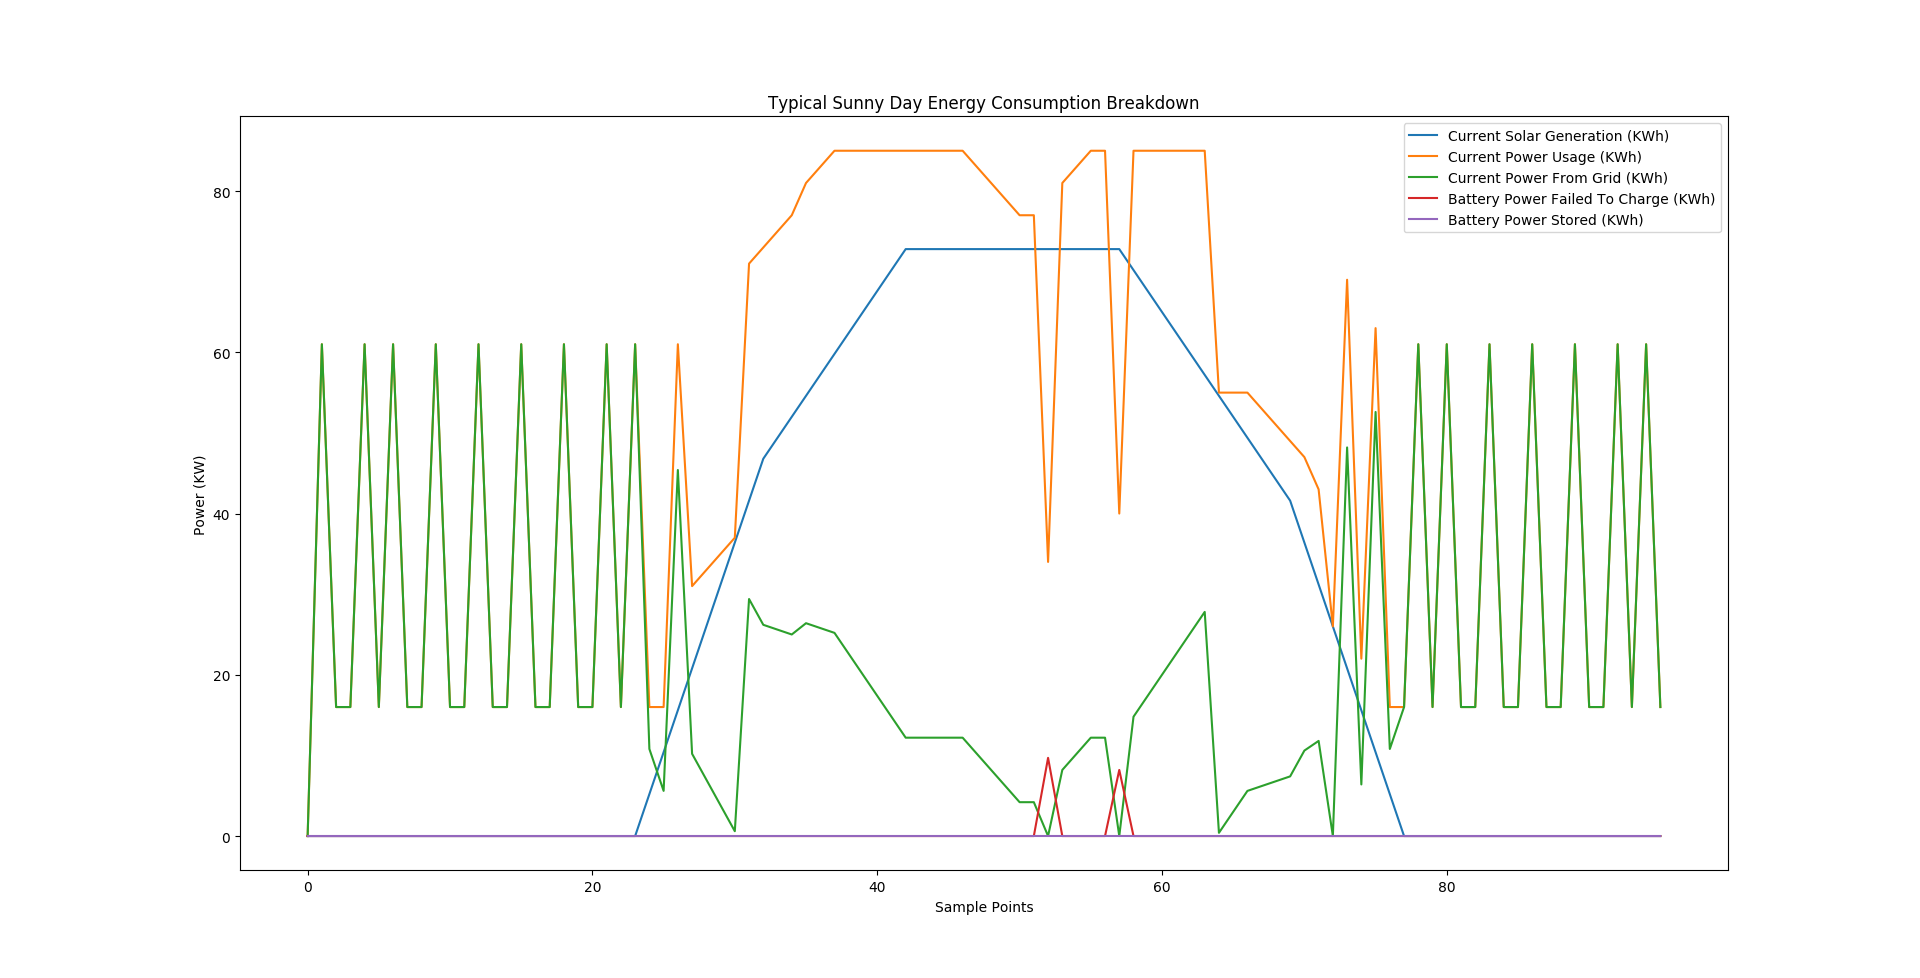 Typical Sunny Day Energy Consumption Breakdown
Current Solar Generation (KWh)
Current Power Usage (KWh)
Current Power From Grid (KWh)
Battery Power Failed To Charge (KWh)
Battery Power Stored (KWh)
Power (KW)
80
60
40
20
0
0 20 40 60 80
Sample Points